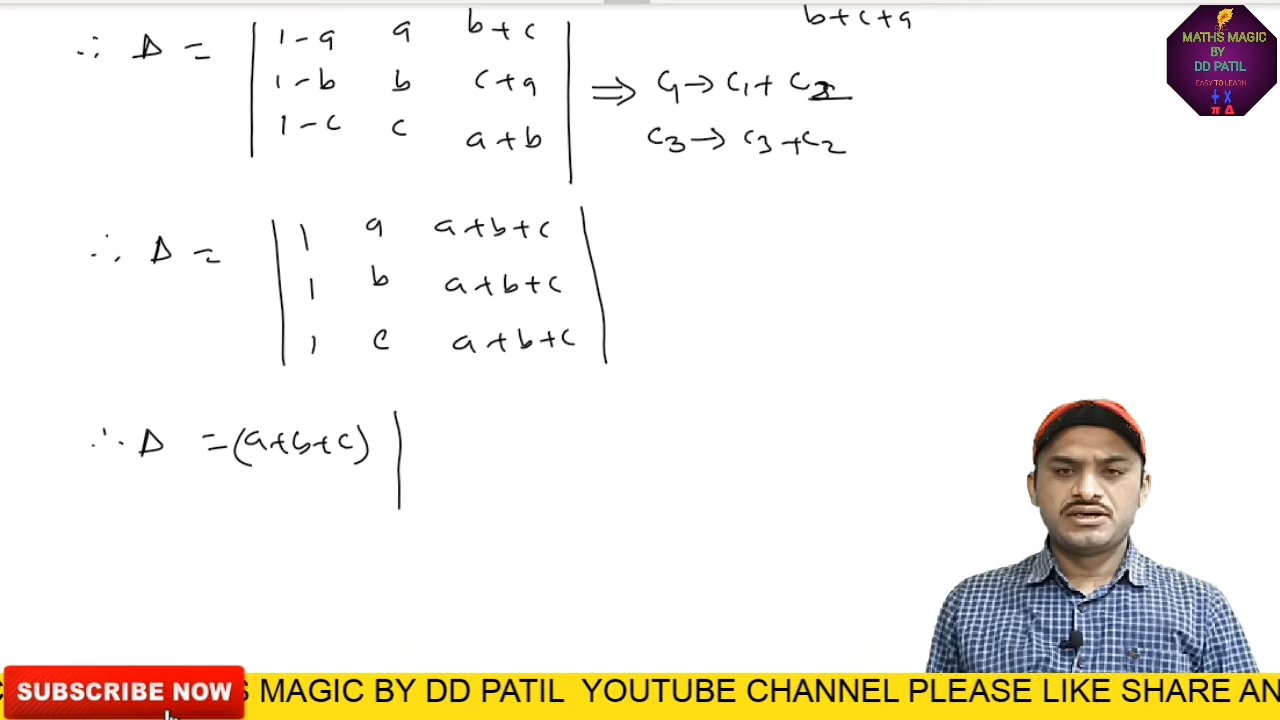 b+c+a
∴ Δ = | 1-a a b+c |
| 1-b b c+a | ⇒ C₁→C₁+C₂
| 1-c c a+b | C₃→C₃+C₂
∴ Δ = | 1 a a+b+c |
| 1 b a+b+c |
| 1 c a+b+c |
∴ Δ =(a+b+c) |
MATHS MAGIC
BY
DD PATIL
EASY TO LEARN
+ X
π Δ
SUBSCRIBE NOW
S MAGIC BY DD PATIL YOUTUBE CHANNEL PLEASE LIKE SHARE AN